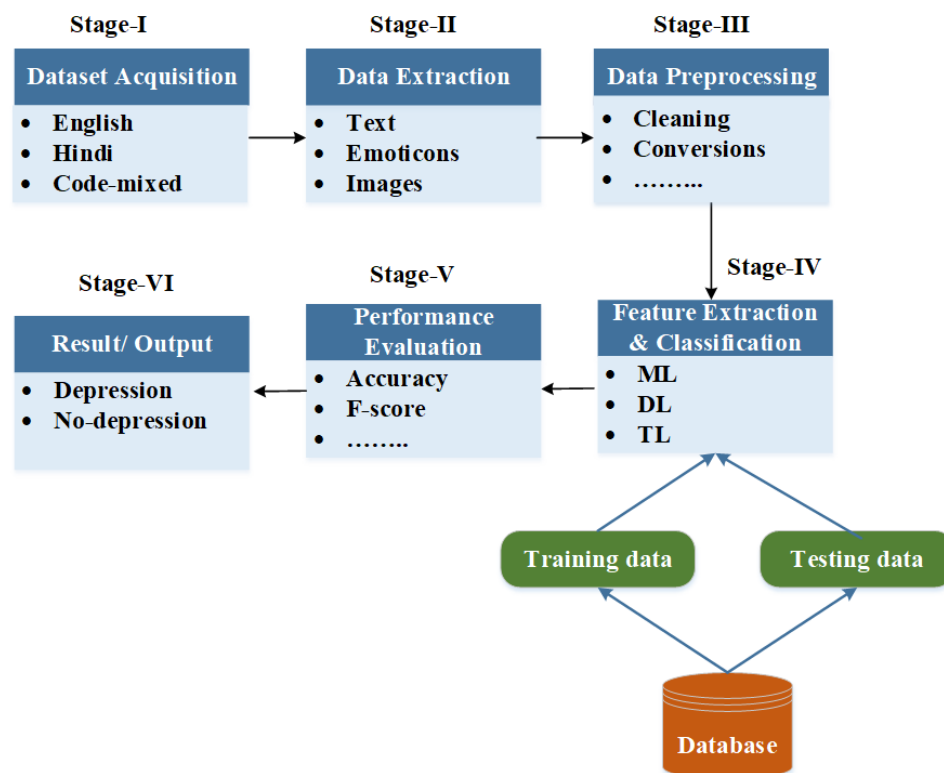 Stage-I
Dataset Acquisition
• English
• Hindi
• Code-mixed
Stage-II
Data Extraction
• Text
• Emoticons
• Images
Stage-III
Data Preprocessing
• Cleaning
• Conversions
• ………..
Stage-IV
Feature Extraction
& Classification
• ML
• DL
• TL
Stage-V
Performance
Evaluation
• Accuracy
• F-score
• ……..
Stage-VI
Result/ Output
• Depression
• No-depression
Training data
Testing data
Database